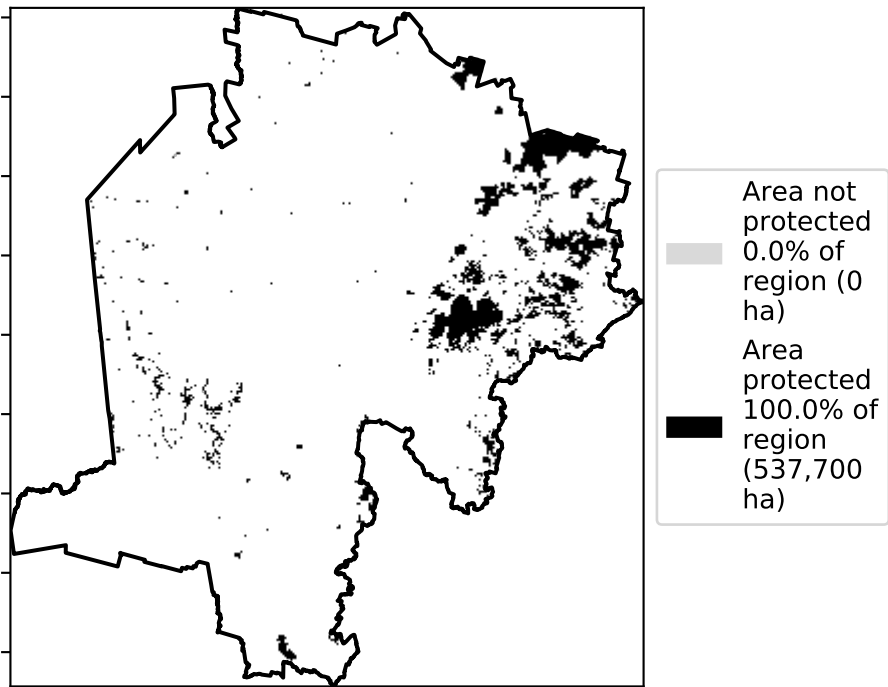 Area not
protected
0.0% of
region (0
ha)
Area
protected
100.0% of
region
(537,700
ha)